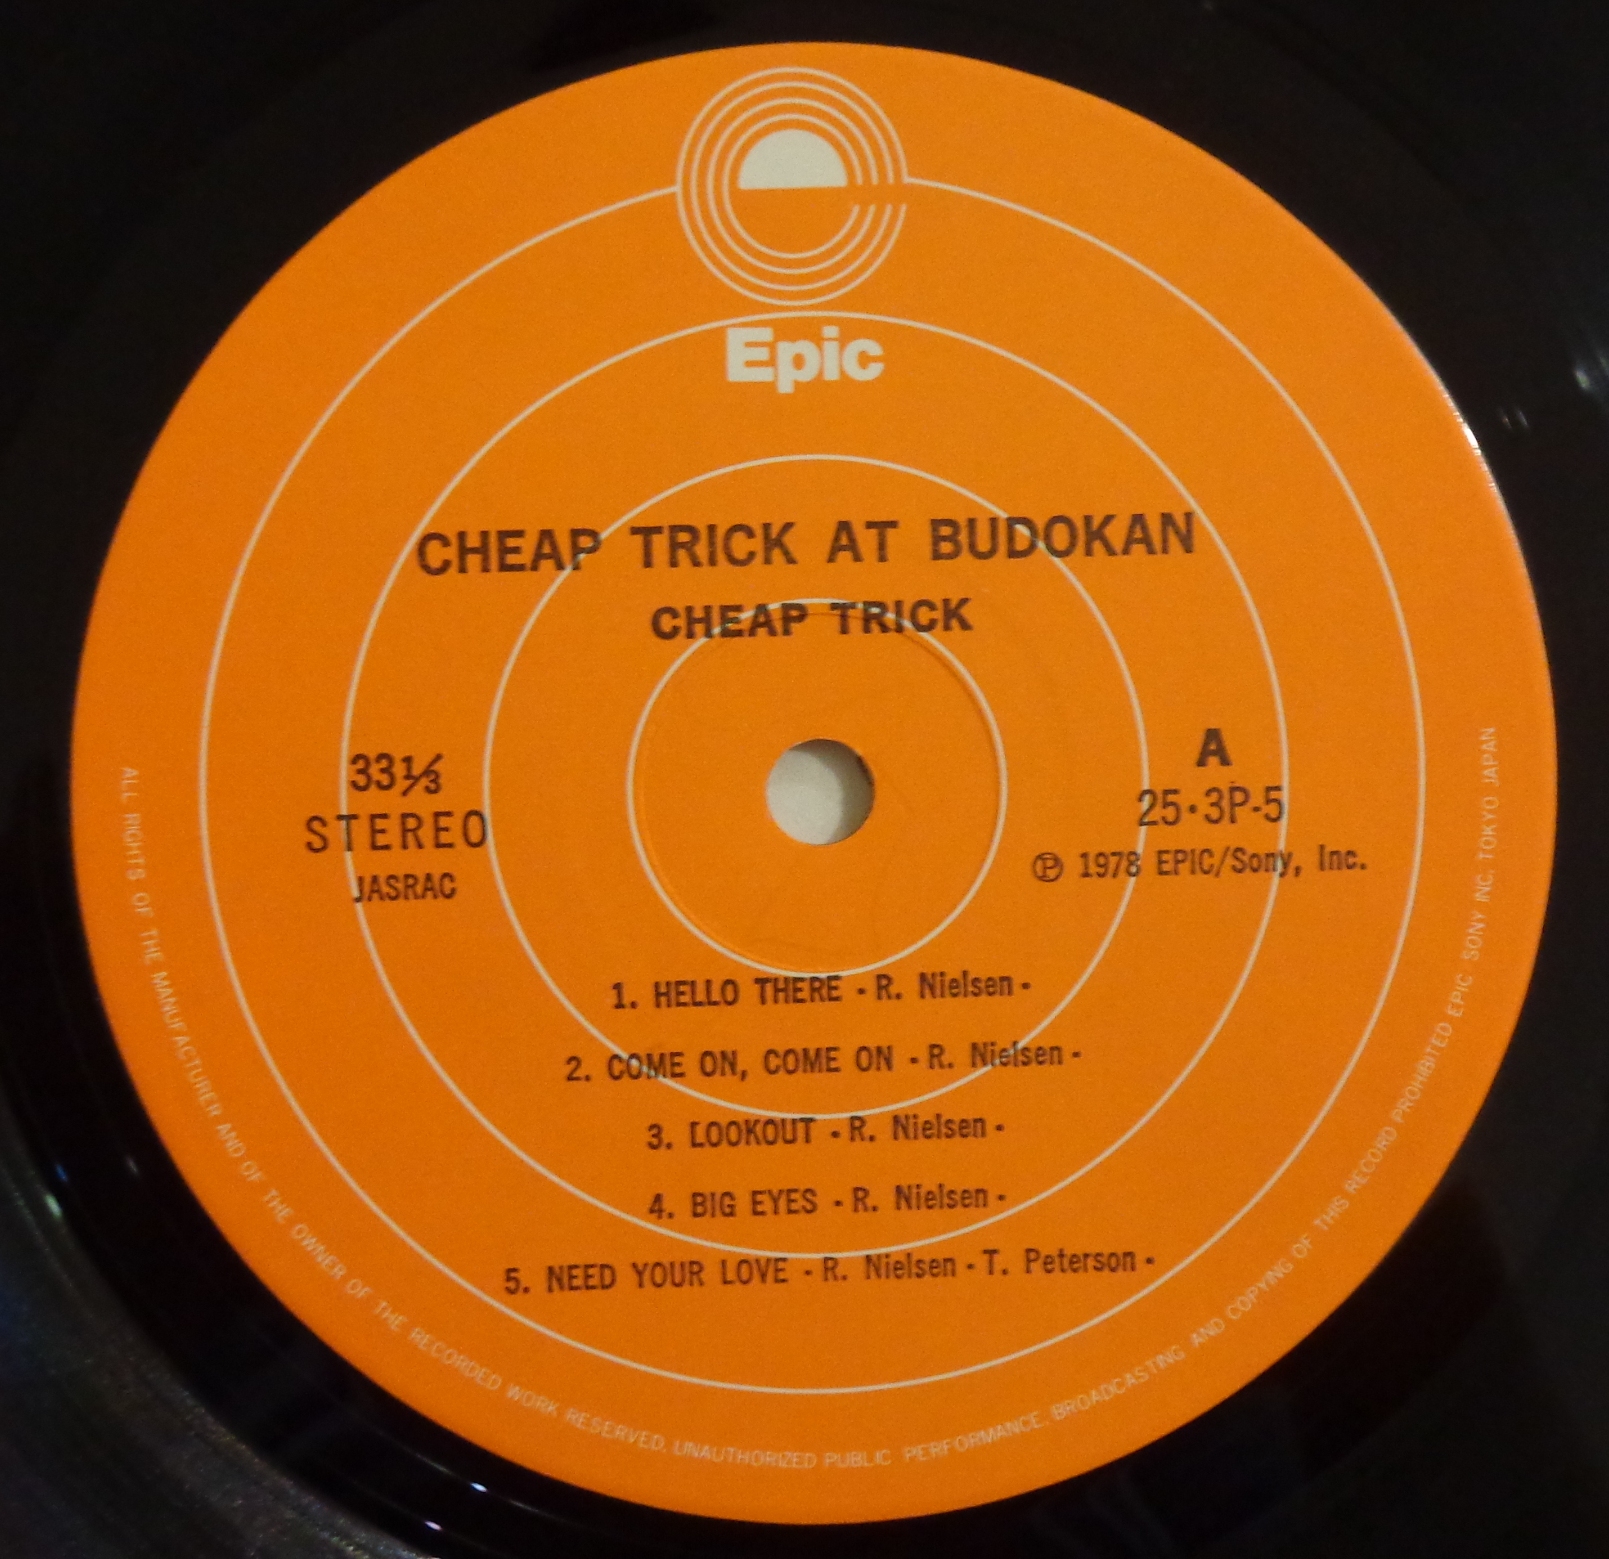 Epic
CHEAP TRICK AT BUDOKAN
CHEAP TRICK
33⅓
STEREO
JASRAC
A
25・3P-5
Ⓟ 1978 EPIC/Sony, Inc.
1. HELLO THERE - R. Nielsen -
2. COME ON, COME ON - R. Nielsen -
3. LOOKOUT - R. Nielsen -
4. BIG EYES - R. Nielsen -
5. NEED YOUR LOVE - R. Nielsen - T. Peterson -
ALL RIGHTS OF THE MANUFACTURER AND OF THE OWNER OF THE RECORDED WORK RESERVED. UNAUTHORIZED PUBLIC PERFORMANCE. BROADCASTING AND COPYING OF THIS RECORD PROHIBITED EPIC SONY INC. TOKYO JAPAN